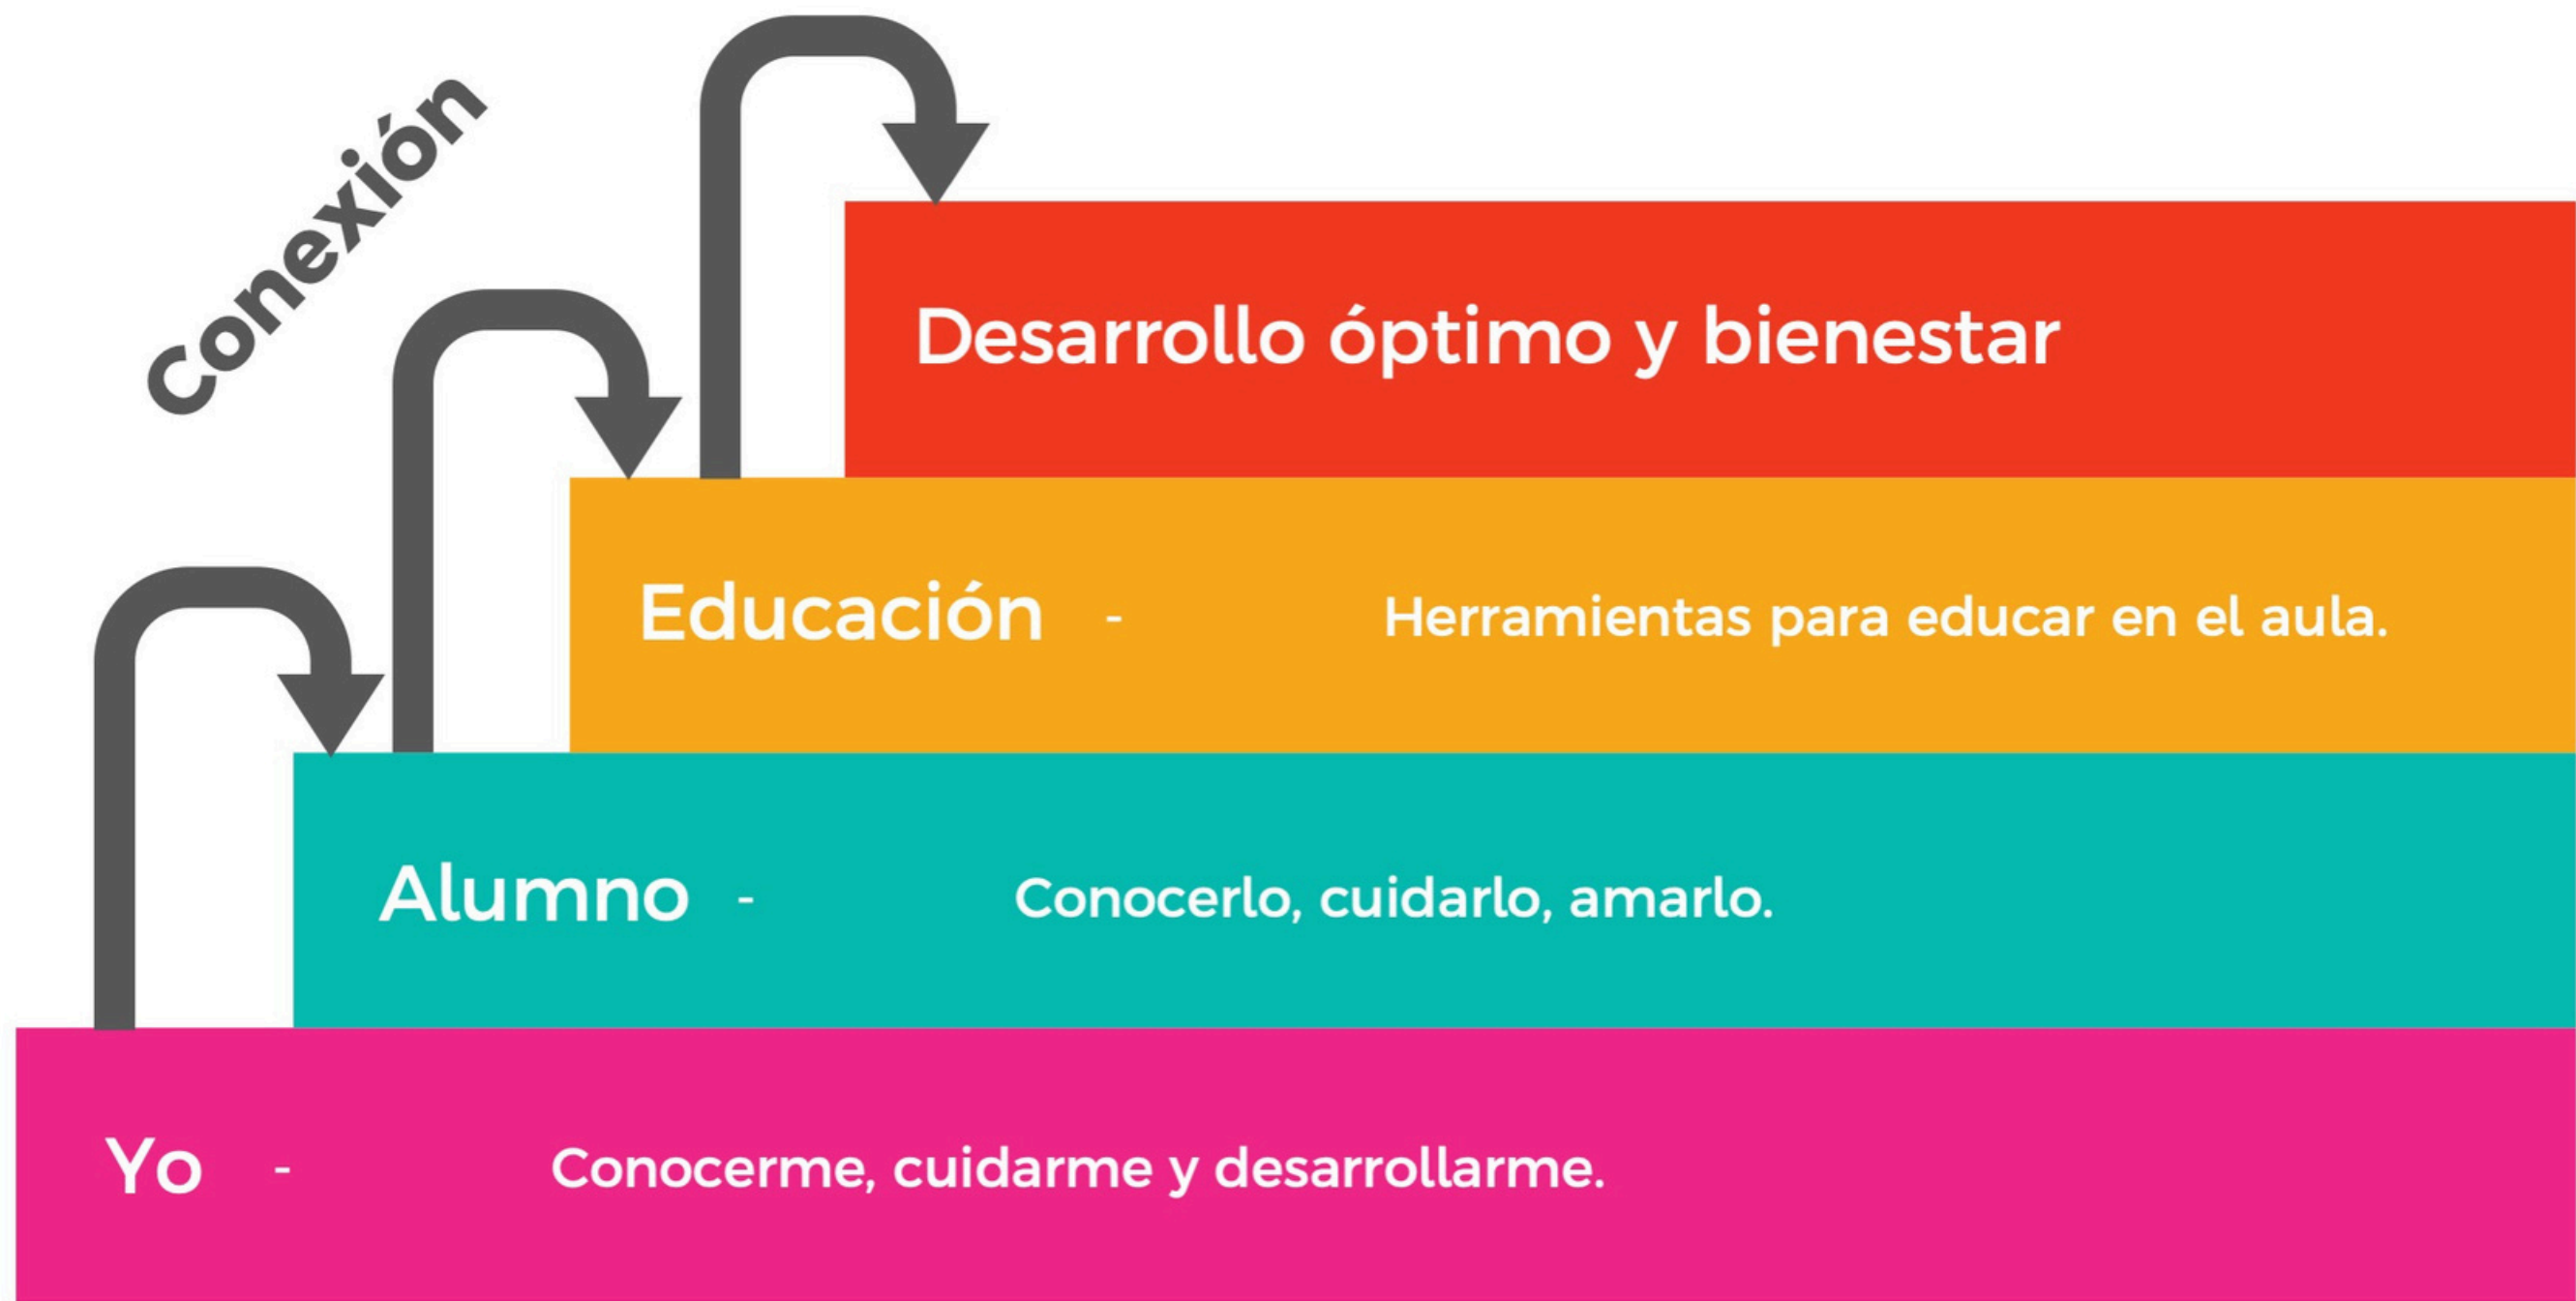 Conexión
Desarrollo óptimo y bienestar
Educación - Herramientas para educar en el aula.
Alumno - Conocerlo, cuidarlo, amarlo.
Yo - Conocerme, cuidarme y desarrollarme.